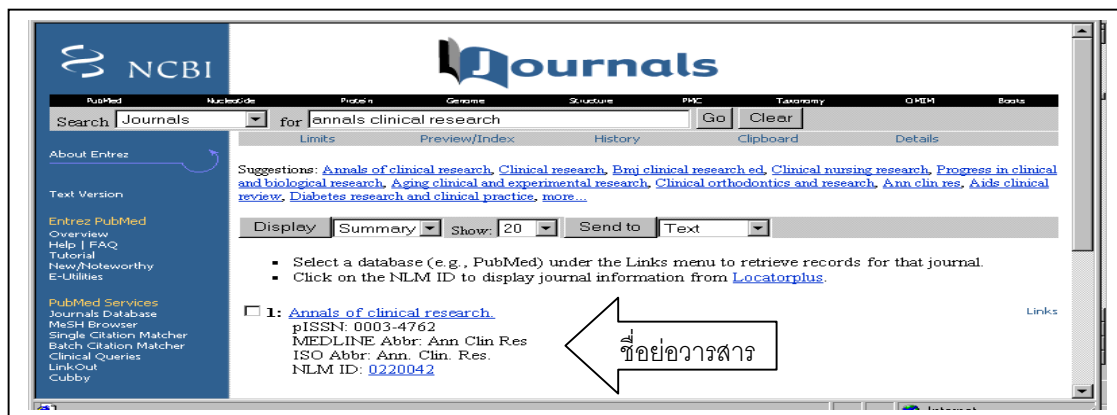 NCBI
Journals
PubMed Nucleotide Protein Genome Structure PMC Taxonomy OMIM Books
Search Journals for annals clinical research Go Clear
Limits Preview/Index History Clipboard Details
About Entrez
Text Version
Entrez PubMed
Overview
Help | FAQ
Tutorial
New/Noteworthy
E-Utilities
PubMed Services
Journals Database
MeSH Browser
Single Citation Matcher
Batch Citation Matcher
Clinical Queries
LinkOut
Cubby
Suggestions: Annals of clinical research, Clinical research, Bmj clinical research ed, Clinical nursing research, Progress in clinical
and biological research, Aging clinical and experimental research, Clinical orthodontics and research, Ann clin res, Aids clinical
review, Diabetes research and clinical practice, more...
Display Summary Show: 20 Send to Text
Select a database (e.g., PubMed) under the Links menu to retrieve records for that journal.
Click on the NLM ID to display journal information from Locatorplus.
1: Annals of clinical research. Links
pISSN: 0003-4762
MEDLINE Abbr: Ann Clin Res
ISO Abbr: Ann. Clin. Res.
NLM ID: 0220042
ชื่อย่อวารสาร